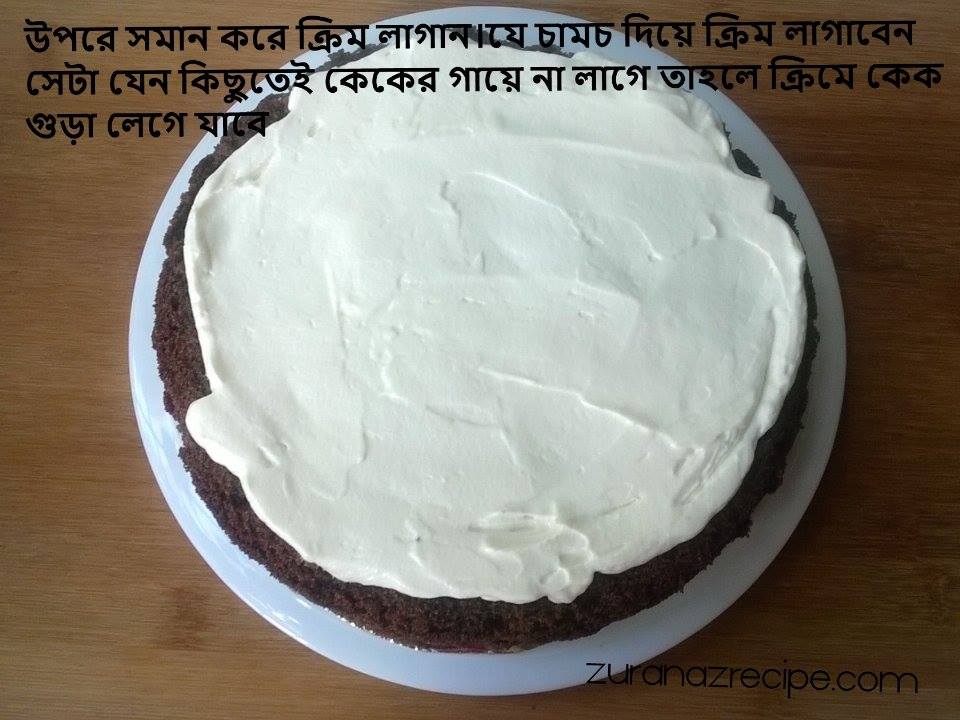 উপরে সমান করে ক্রিম লাগান।যে চামচ দিয়ে ক্রিম লাগাবেন
সেটা যেন কিছুতেই কেকের গায়ে না লাগে তাহলে ক্রিমে কেক
গুড়া লেগে যাবে
zuranazrecipe.com